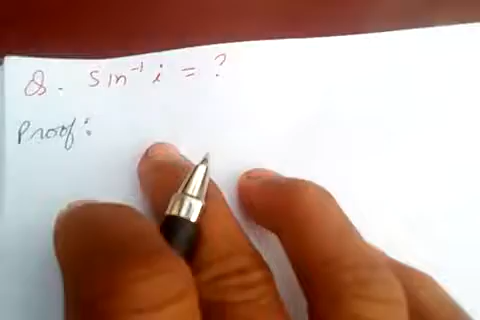 Q. Sin⁻¹ i = ?
Proof: